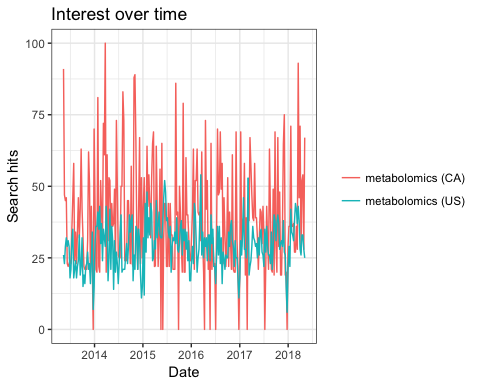 Interest over time
100
75
50
25
0
Search hits
2014 2015 2016 2017 2018
Date
metabolomics (CA)
metabolomics (US)